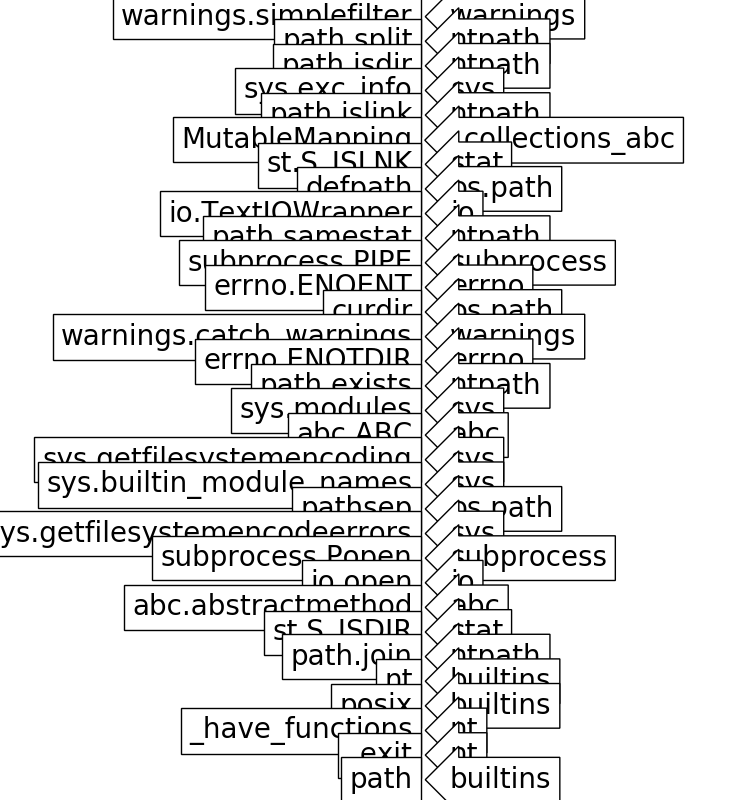 warnings.simplefilter warnings
path.split ntpath
path.isdir ntpath
sys.exc_info sys
path.islink ntpath
MutableMapping collections_abc
st.S_ISLNK stat
defpath os.path
io.TextIOWrapper io
path.samestat ntpath
subprocess.PIPE subprocess
errno.ENOENT errno
curdir os.path
warnings.catch_warnings warnings
errno.ENOTDIR errno
path.exists ntpath
sys.modules sys
abc.ABC abc
sys.getfilesystemencoding sys
sys.builtin_module_names sys
pathsep os.path
ys.getfilesystemencodeerrors sys
subprocess.Popen subprocess
io.open io
abc.abstractmethod abc
st.S_ISDIR stat
path.join ntpath
nt builtins
posix builtins
_have_functions nt
_exit nt
path builtins